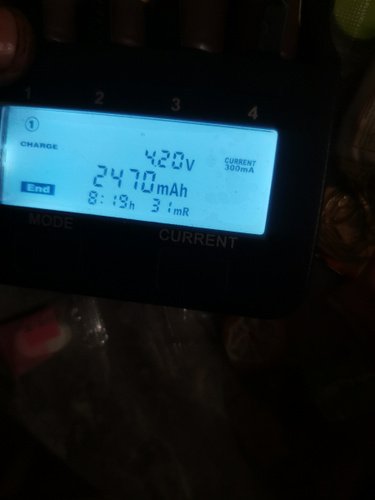 1 2 3 4
①
CHARGE
4.20V
CURRENT
300mA
2470mAh
End
8:19h 31mR
MODE CURRENT